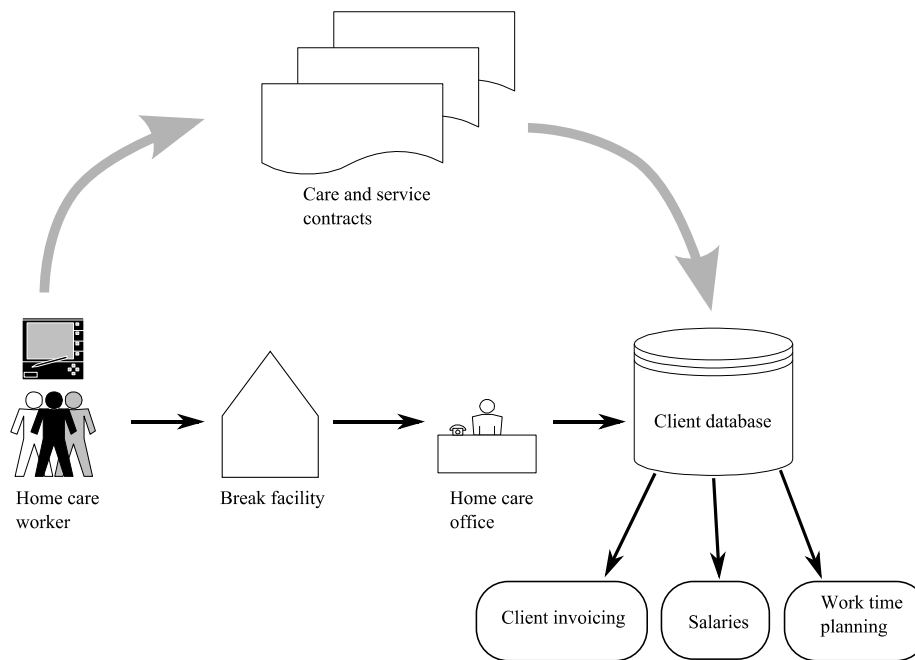 Care and service
contracts
Client database
Home care
worker
Break facility
Home care
office
Client invoicing
Salaries
Work time
planning